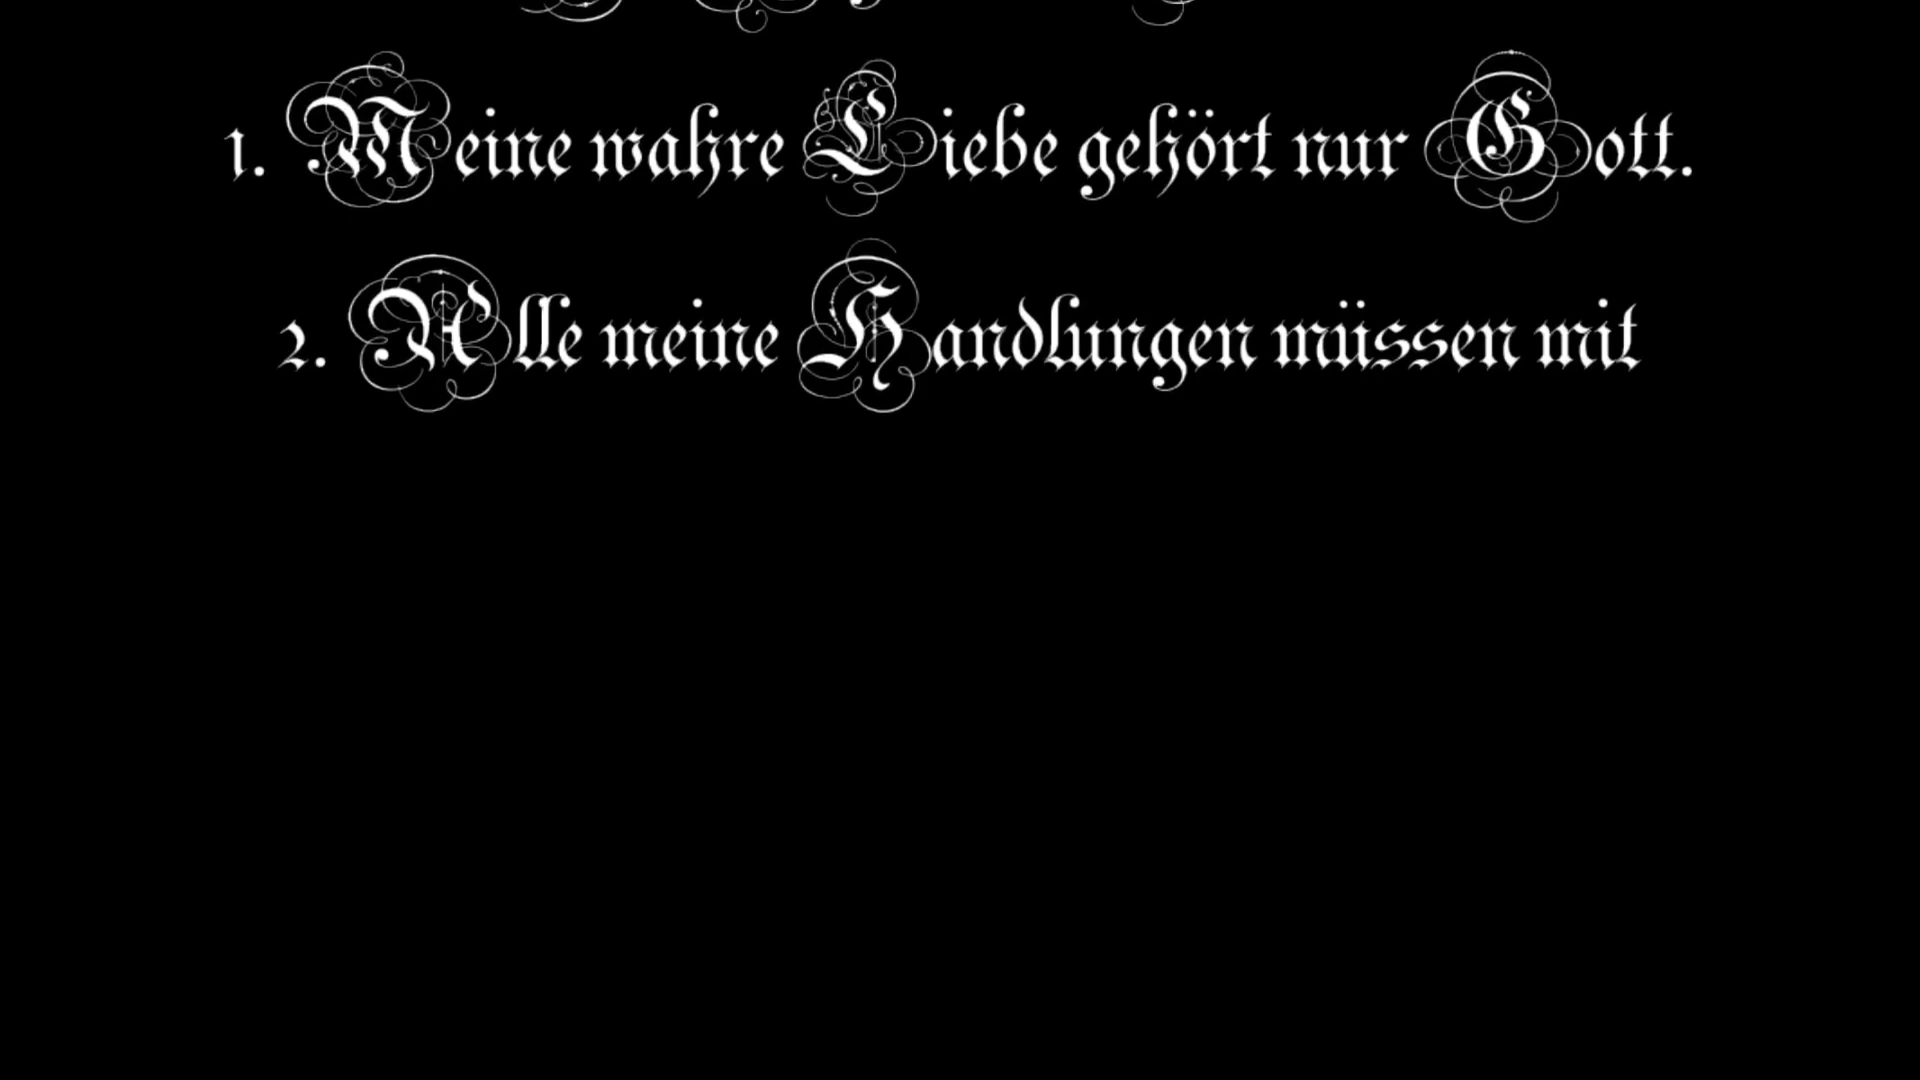 1. Meine wahre Liebe gehört nur Gott.
2. Alle meine Handlungen müssen mit